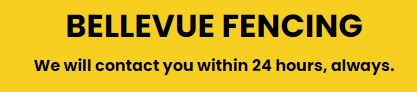 BELLEVUE FENCING
We will contact you within 24 hours, always.